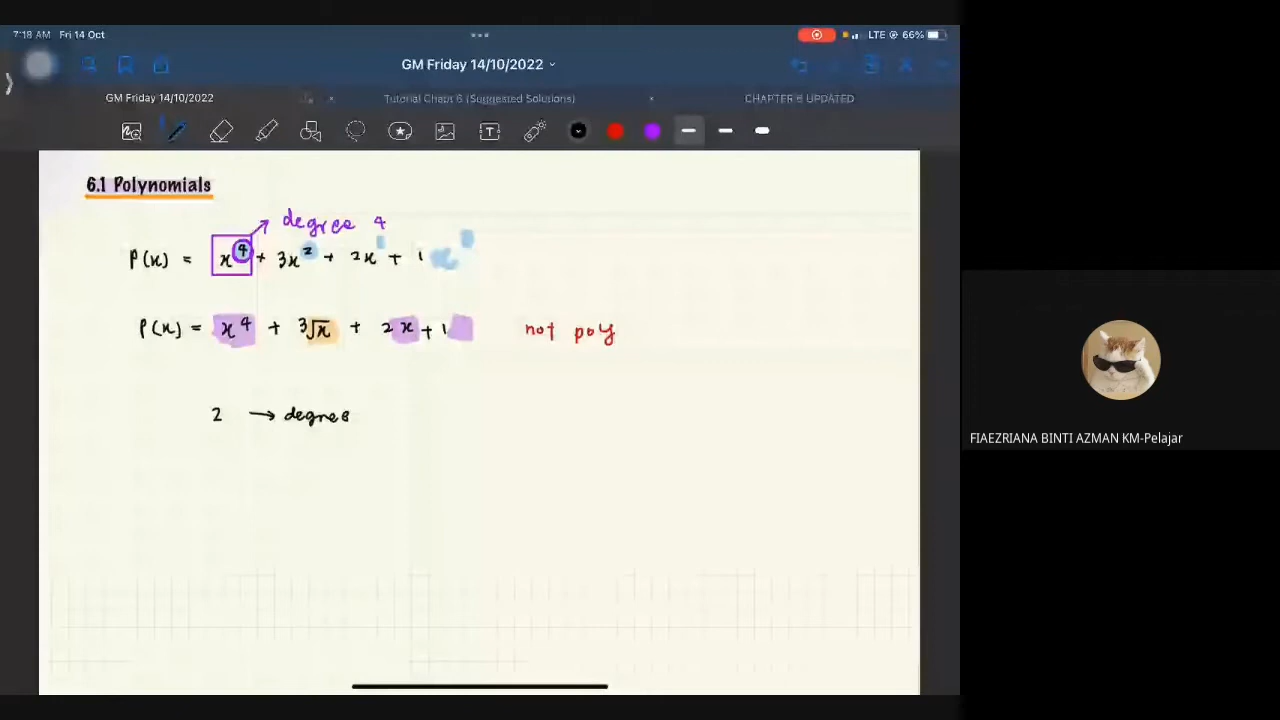 7:18 AM Fri 14 Oct
LTE 66%
GM Friday 14/10/2022
GM Friday 14/10/2022 × Tutorial Chapt 6 (Suggested Solutions) × CHAPTER 6 UPDATED
6.1 Polynomials
degree 4
P(x) = x⁴ + 3x² + 2x + 1
P(x) = x⁴ + 3√x + 2x + 1 not poly
2 → degree
FIAEZRIANA BINTI AZMAN KM-Pelajar